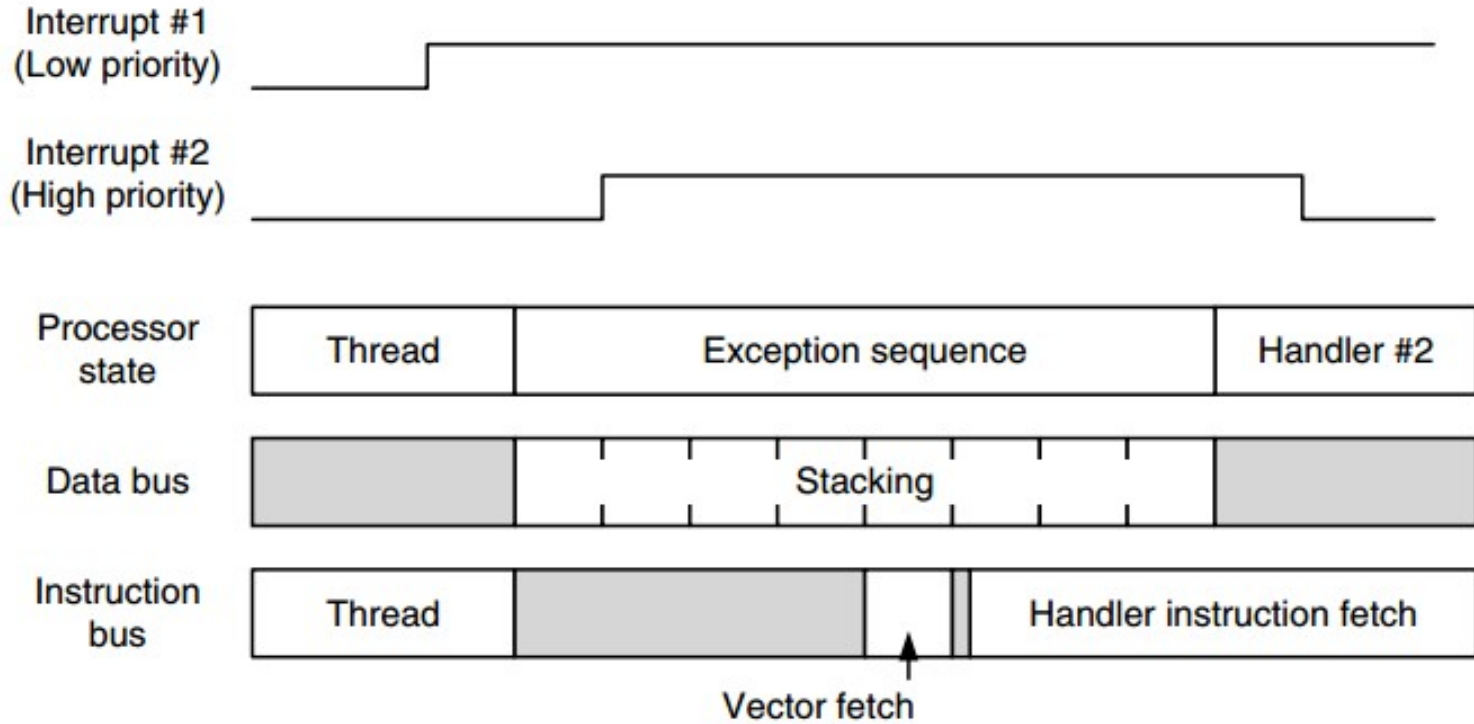 Interrupt #1
(Low priority)
Interrupt #2
(High priority)
Processor
state
Thread
Exception sequence
Handler #2
Data bus
Stacking
Instruction
bus
Thread
Handler instruction fetch
Vector fetch